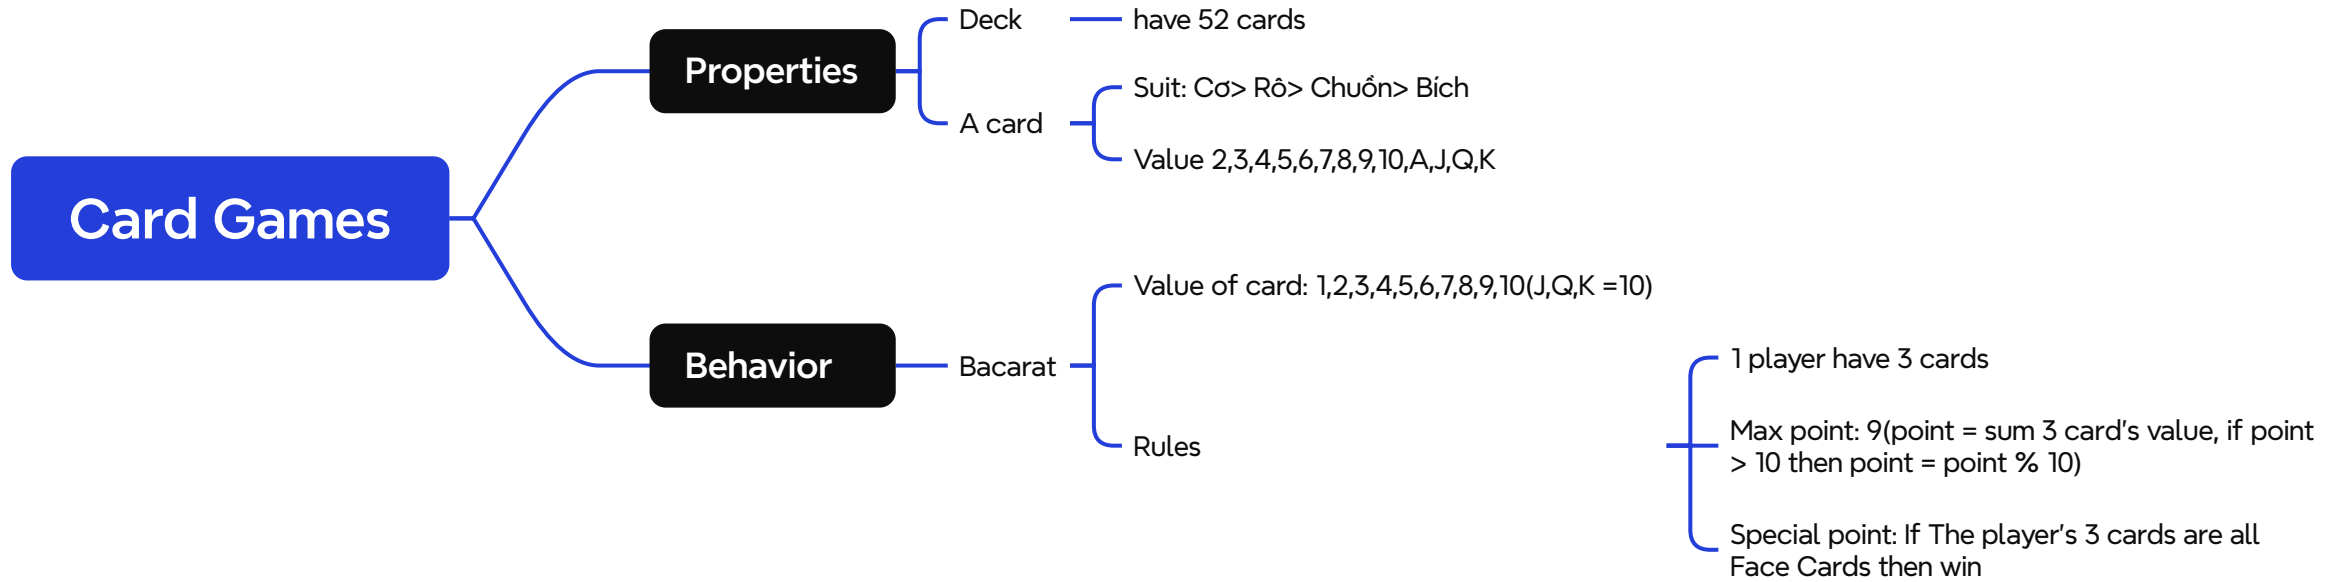 Card Games
Properties
Deck
have 52 cards
A card
Suit: Cơ> Rô> Chuồn> Bích
Value 2,3,4,5,6,7,8,9,10,A,J,Q,K
Behavior
Bacarat
Value of card: 1,2,3,4,5,6,7,8,9,10(J,Q,K =10)
Rules
1 player have 3 cards
Max point: 9(point = sum 3 card's value, if point
> 10 then point = point % 10)
Special point: If The player's 3 cards are all
Face Cards then win